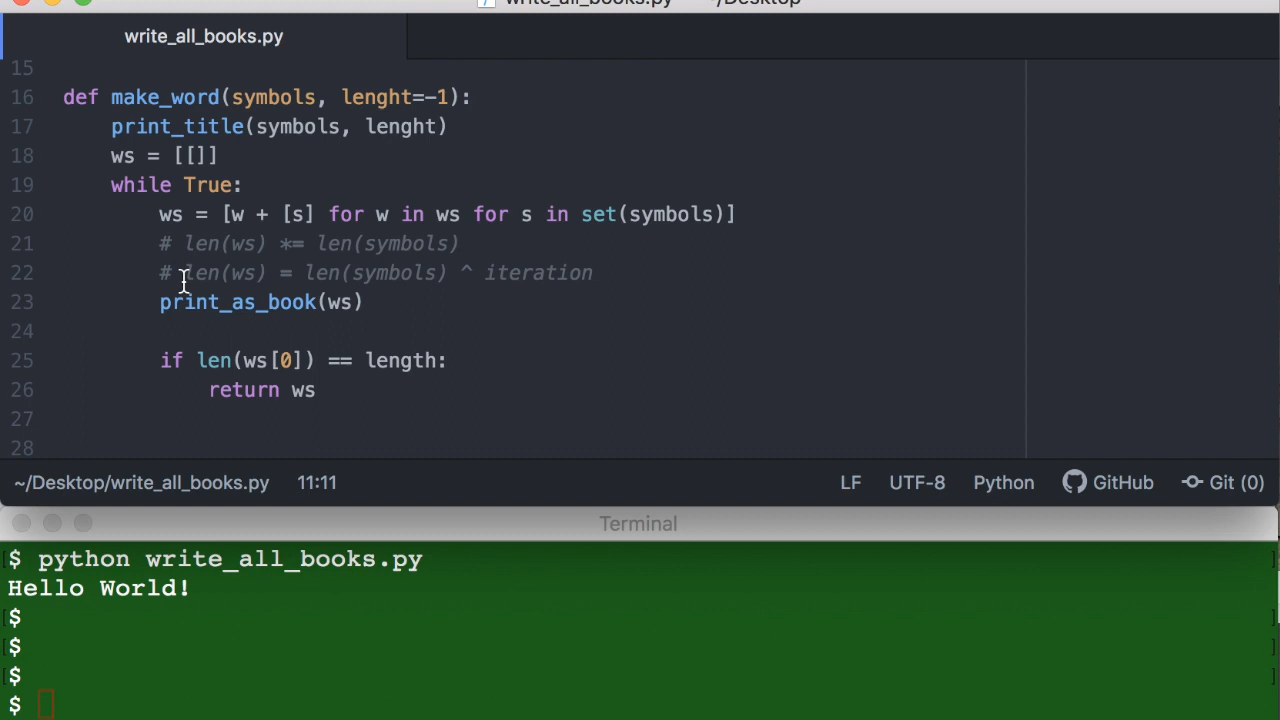 write_all_books.py — ~/Desktop
write_all_books.py
15
16 def make_word(symbols, lenght=-1):
17 print_title(symbols, lenght)
18 ws = [[]]
19 while True:
20 ws = [w + [s] for w in ws for s in set(symbols)]
21 # len(ws) *= len(symbols)
22 # len(ws) = len(symbols) ^ iteration
23 print_as_book(ws)
24
25 if len(ws[0]) == length:
26 return ws
27
28
~/Desktop/write_all_books.py 11:11 LF UTF-8 Python GitHub Git (0)
Terminal
$ python write_all_books.py
Hello World!
$
$
$
$